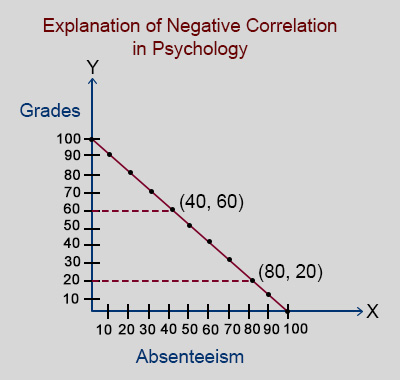 Explanation of Negative Correlation
in Psychology
Y
Grades
100
90
80
70
60
50
40
30
20
10
(40, 60)
(80, 20)
X
10 20 30 40 50 60 70 80 90 100
Absenteeism